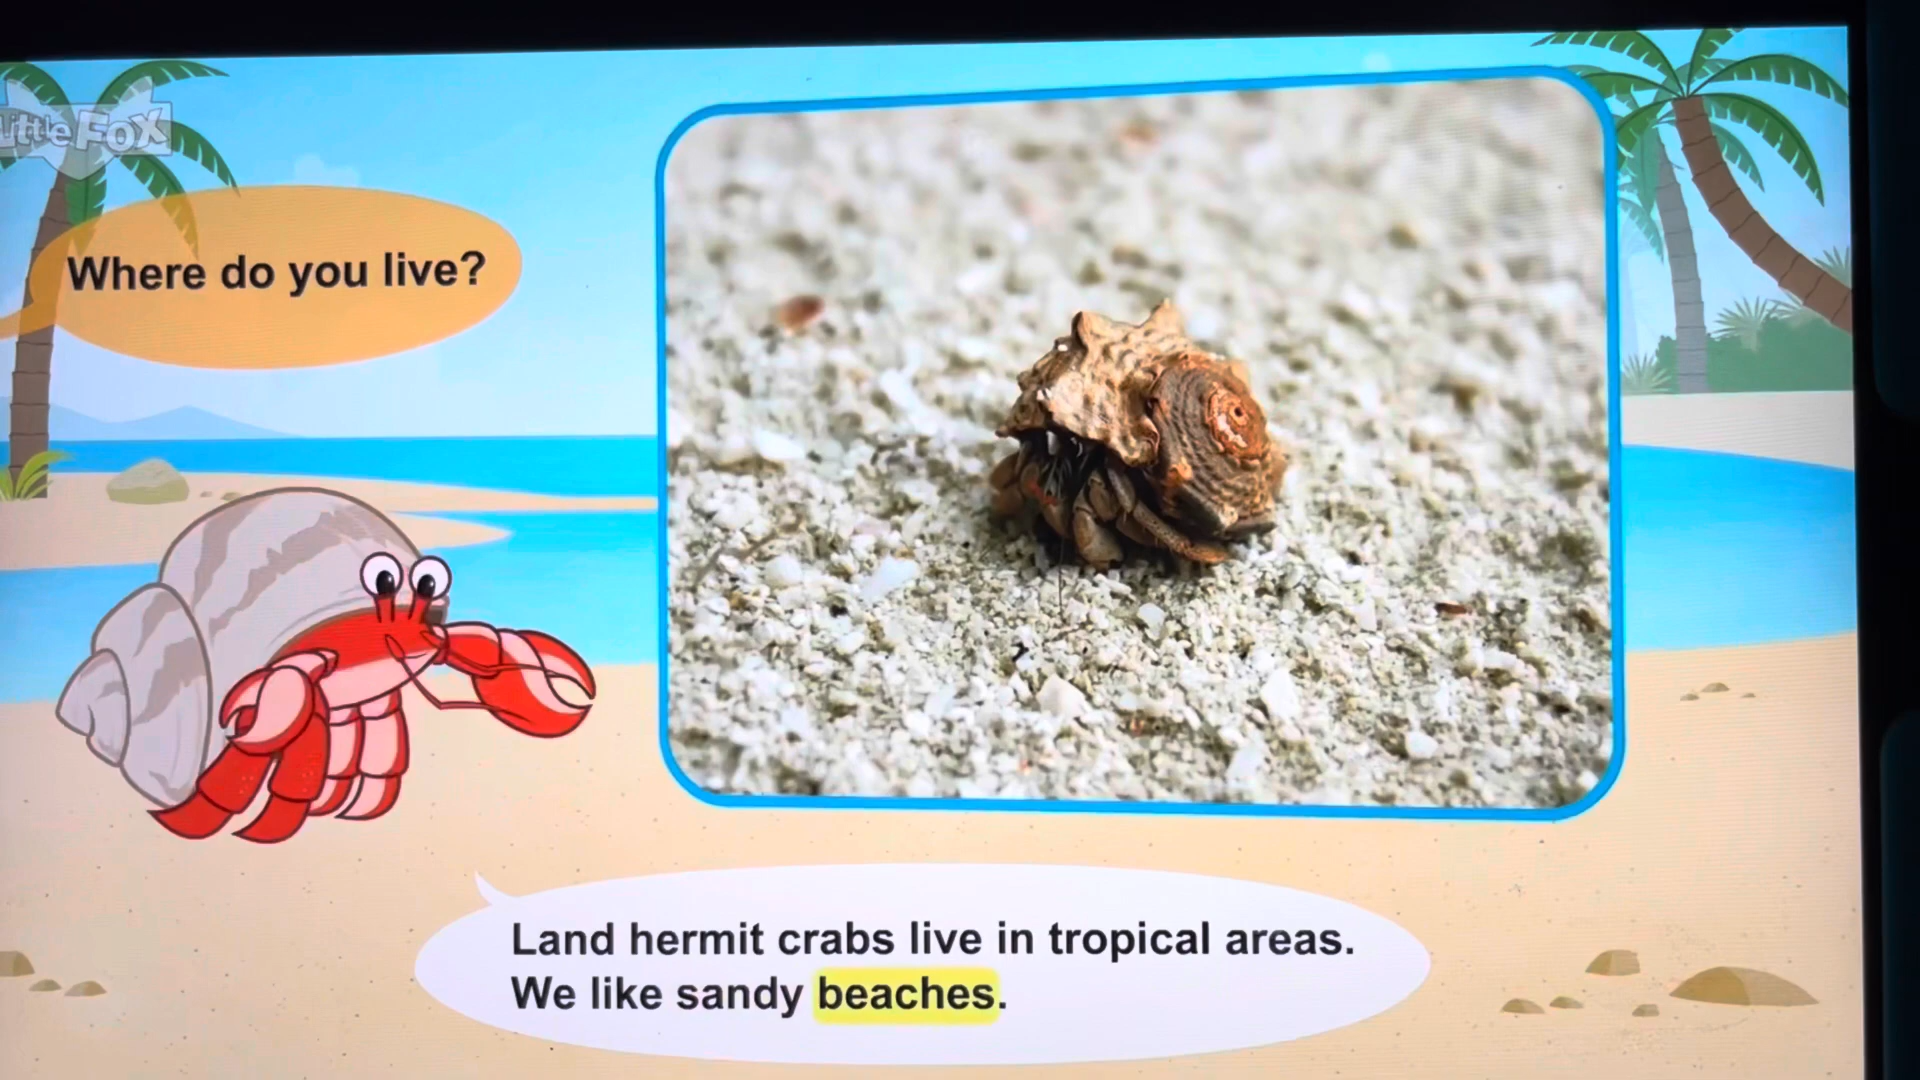 Little Fox
Where do you live?
Land hermit crabs live in tropical areas.
We like sandy beaches.